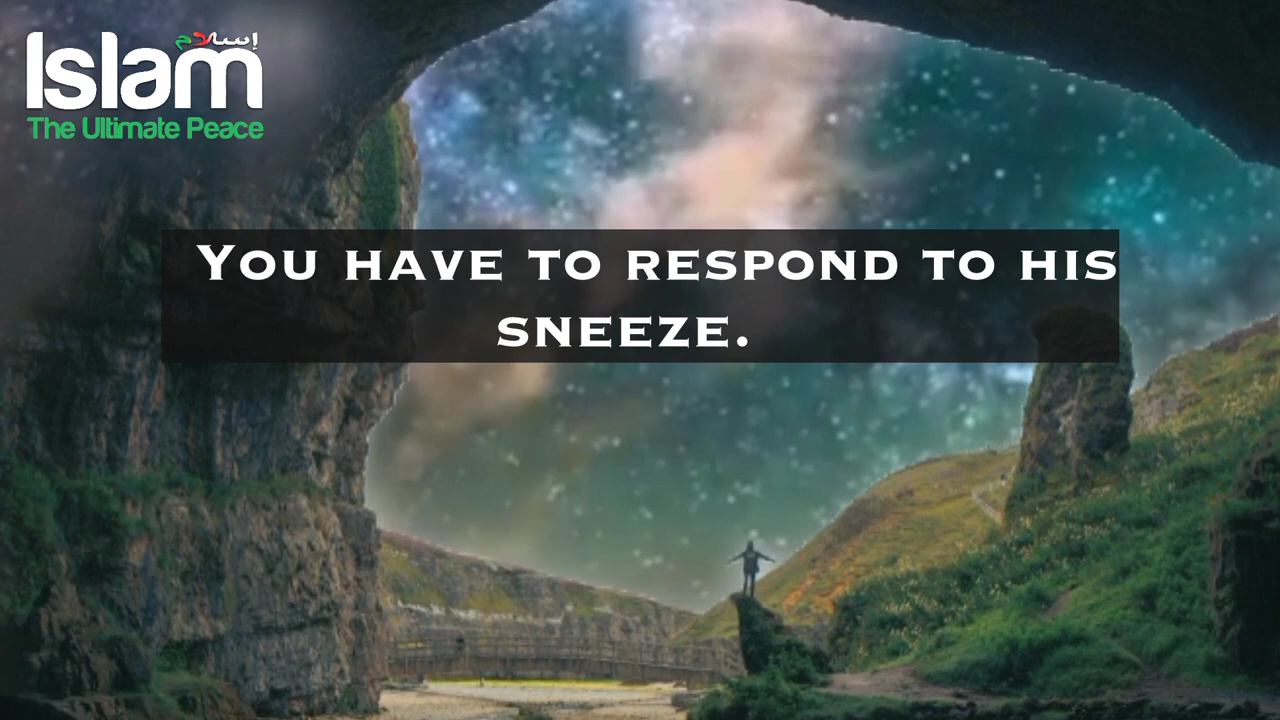 إسلام
Islam
The Ultimate Peace
You have to respond to his
sneeze.